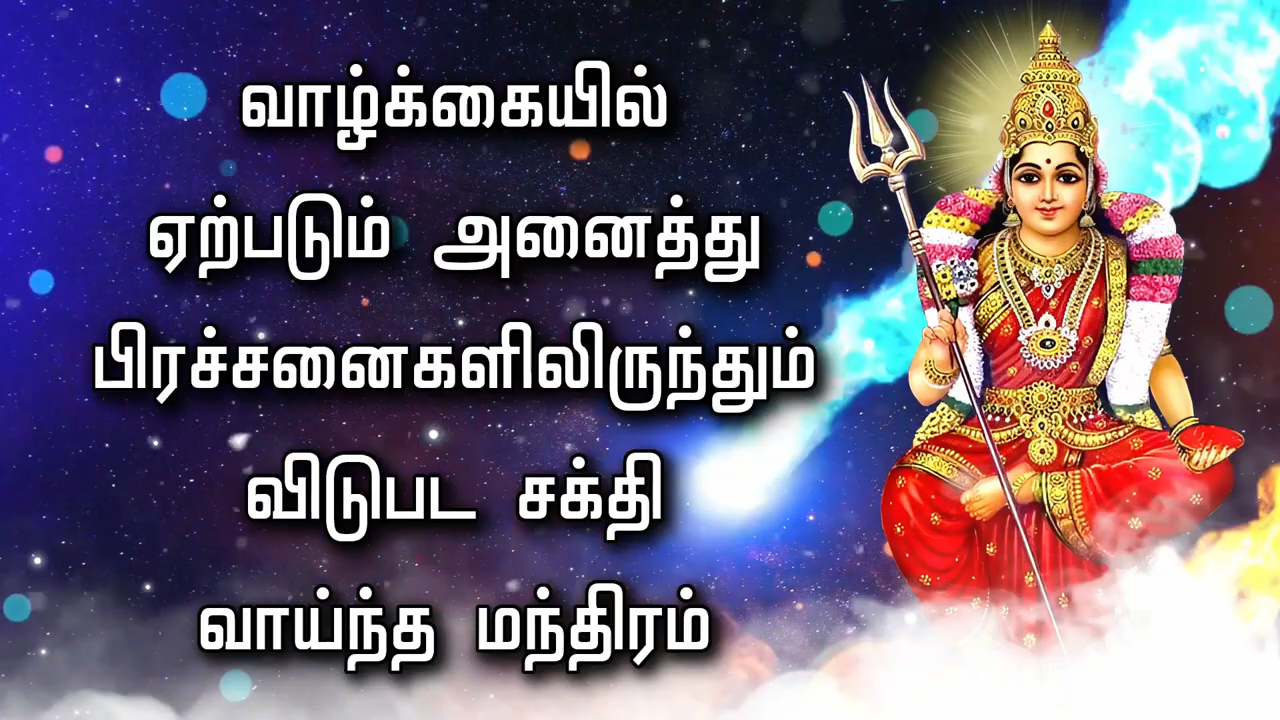 வாழ்க்கையில்
ஏற்படும் அனைத்து
பிரச்சனைகளிலிருந்தும்
விடுபட சக்தி
வாய்ந்த மந்திரம்